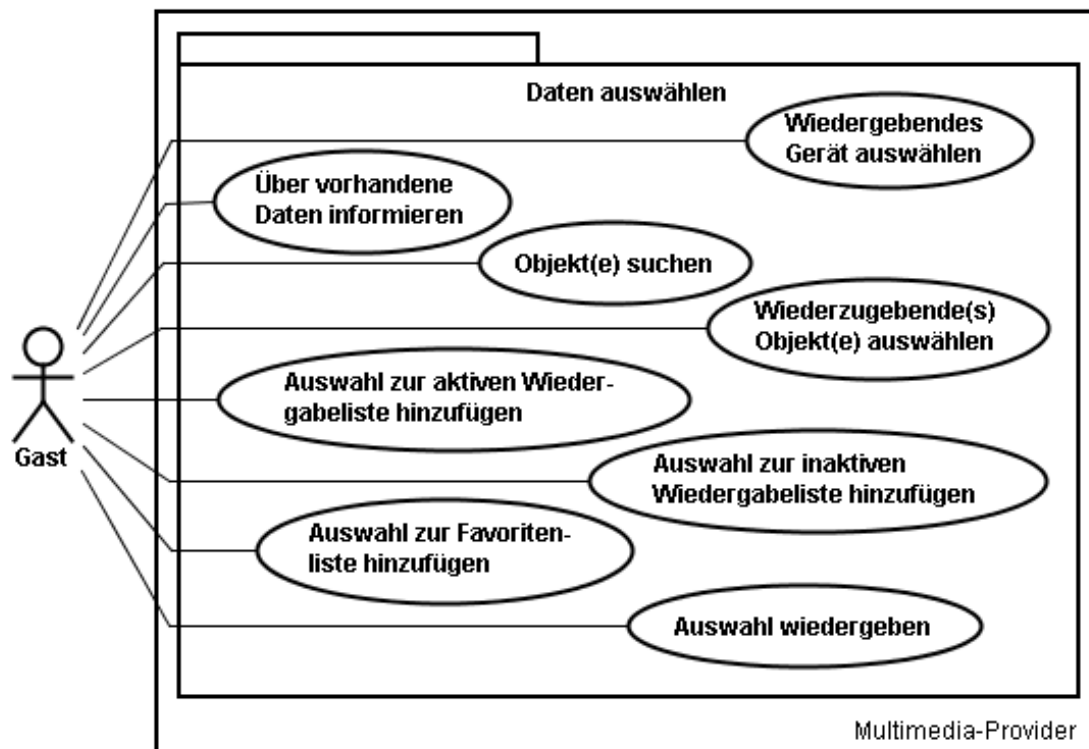 Daten auswählen
Wiedergebendes
Gerät auswählen
Über vorhandene
Daten informieren
Objekt(e) suchen
Wiederzugebende(s)
Objekt(e) auswählen
Auswahl zur aktiven Wieder-
gabeliste hinzufügen
Gast
Auswahl zur inaktiven
Wiedergabeliste hinzufügen
Auswahl zur Favoriten-
liste hinzufügen
Auswahl wiedergeben
Multimedia-Provider